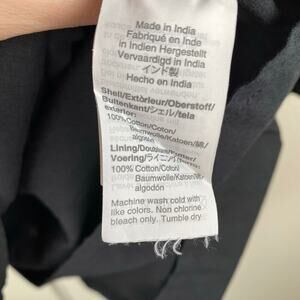 Made in India
Fabriqué en Inde
in Indien Hergestellt
Vervaardigd in India
インド製
Hecho en India
Shell/Extérieur/Oberstoff/
Buitenkant/シェル/tela
exterior:
100% Cotton/Coton/
Baumwolle/Katoen/綿/
algodón
Lining/Doublure/Futter/
Voering/ライニング/forro:
100% Cotton/Coton/
Baumwolle/Katoen/綿/
algodón
Machine wash cold with
like colors. Non chlorine
bleach only. Tumble dry